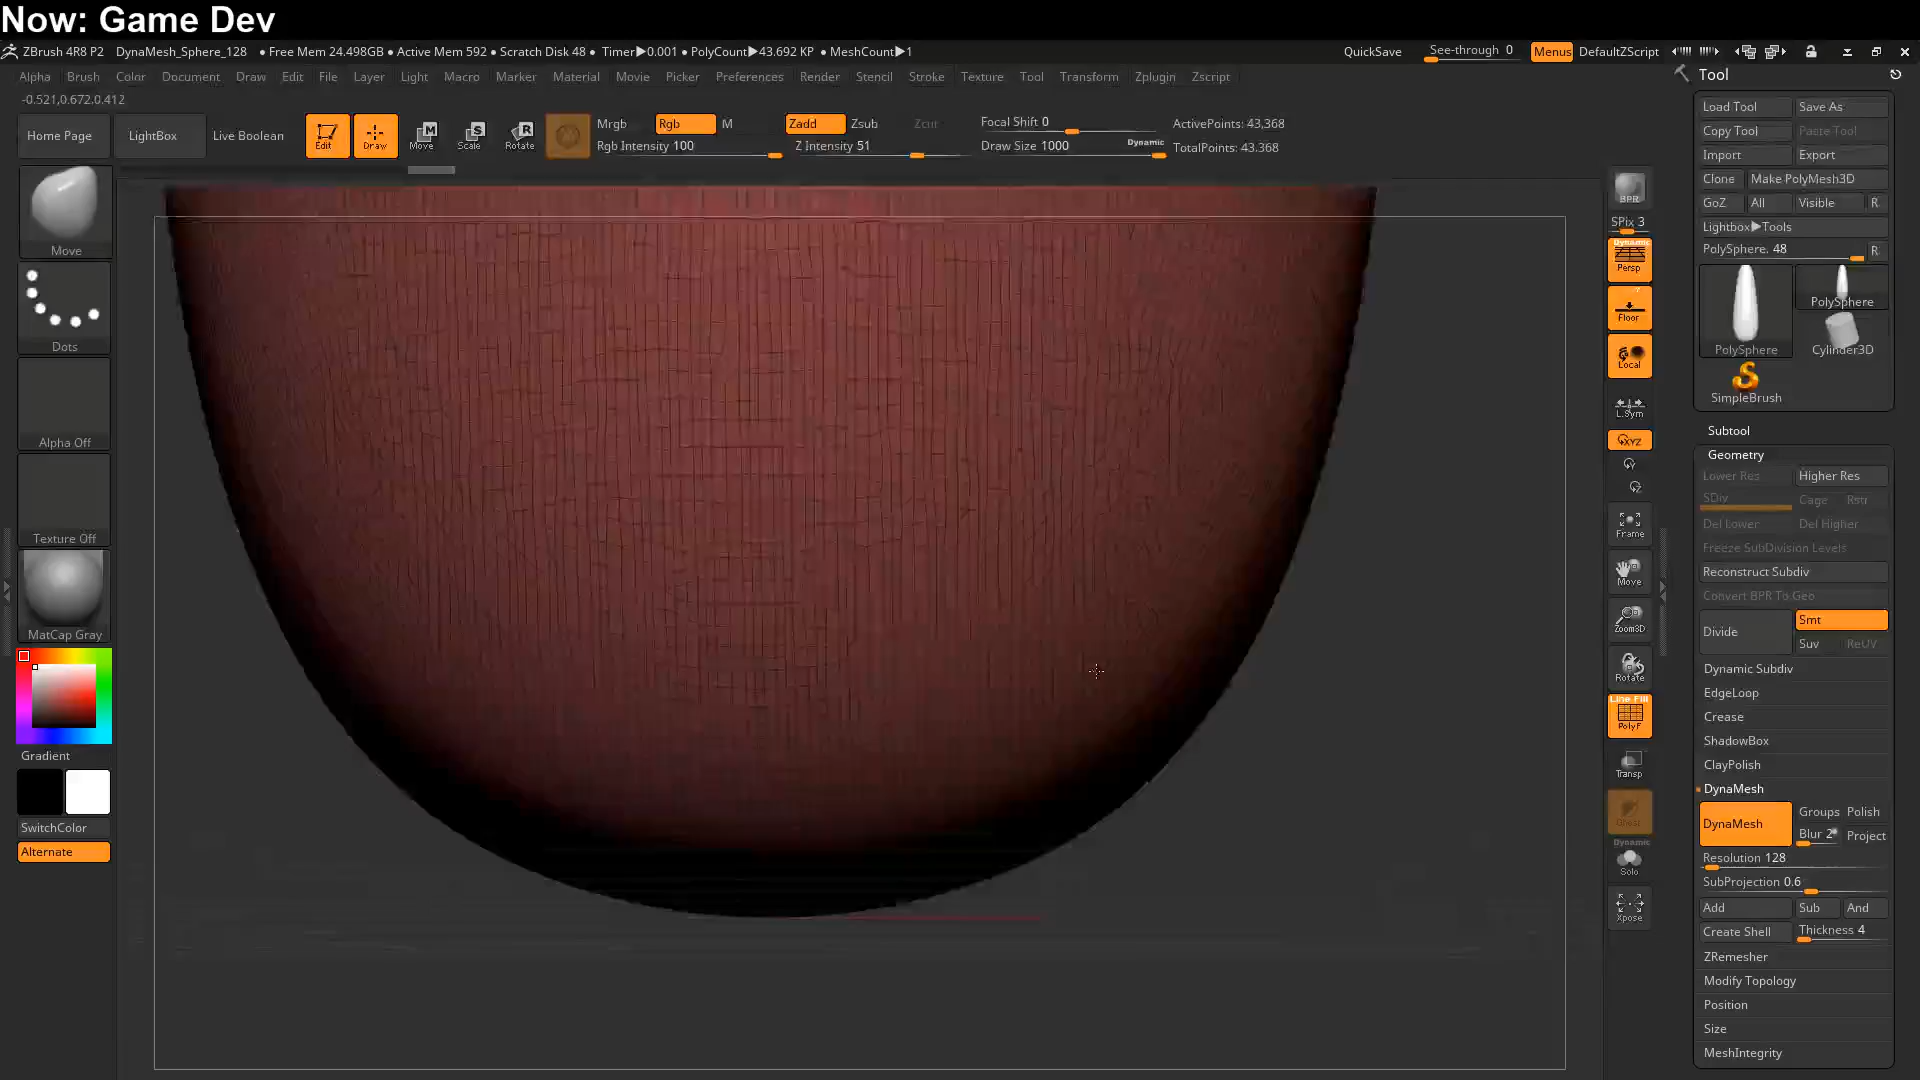 Now: Game Dev
ZBrush 4R8 P2 DynaMesh_Sphere_128 ● Free Mem 24.498GB ● Active Mem 592 ● Scratch Disk 48 ● Timer▶0.001 ● PolyCount▶43.692 KP ● MeshCount▶1 QuickSave See-through 0 Menus DefaultZScript
Alpha Brush Color Document Draw Edit File Layer Light Macro Marker Material Movie Picker Preferences Render Stencil Stroke Texture Tool Transform Zplugin Zscript
-0.521,0.672,0.412
Home Page LightBox Live Boolean Edit Draw Move Scale Rotate
Mrgb Rgb M Zadd Zsub Zcut Focal Shift 0 ActivePoints: 43,368
Rgb Intensity 100 Z Intensity 51 Draw Size 1000 Dynamic TotalPoints: 43.368
Move
Dots
Alpha Off
Texture Off
MatCap Gray
Gradient
SwitchColor
Alternate
BPR
SPix 3
Dynamic
Persp
Floor
Local
L.Sym
XYZ
Y
Z
Frame
Move
Zoom3D
Rotate
Line Fill
PolyF
Transp
Ghost
Dynamic
Solo
Xpose
Tool
Load Tool Save As
Copy Tool Paste Tool
Import Export
Clone Make PolyMesh3D
GoZ All Visible R
Lightbox▶Tools
PolySphere. 48 R
PolySphere
PolySphere Cylinder3D
SimpleBrush
Subtool
Geometry
Lower Res Higher Res
SDiv Cage Rstr
Del Lower Del Higher
Freeze SubDivision Levels
Reconstruct Subdiv
Convert BPR To Geo
Divide Smt
Suv ReUV
Dynamic Subdiv
EdgeLoop
Crease
ShadowBox
ClayPolish
DynaMesh
DynaMesh Groups Polish
Blur 2 Project
Resolution 128
SubProjection 0.6
Add Sub And
Create Shell Thickness 4
ZRemesher
Modify Topology
Position
Size
MeshIntegrity